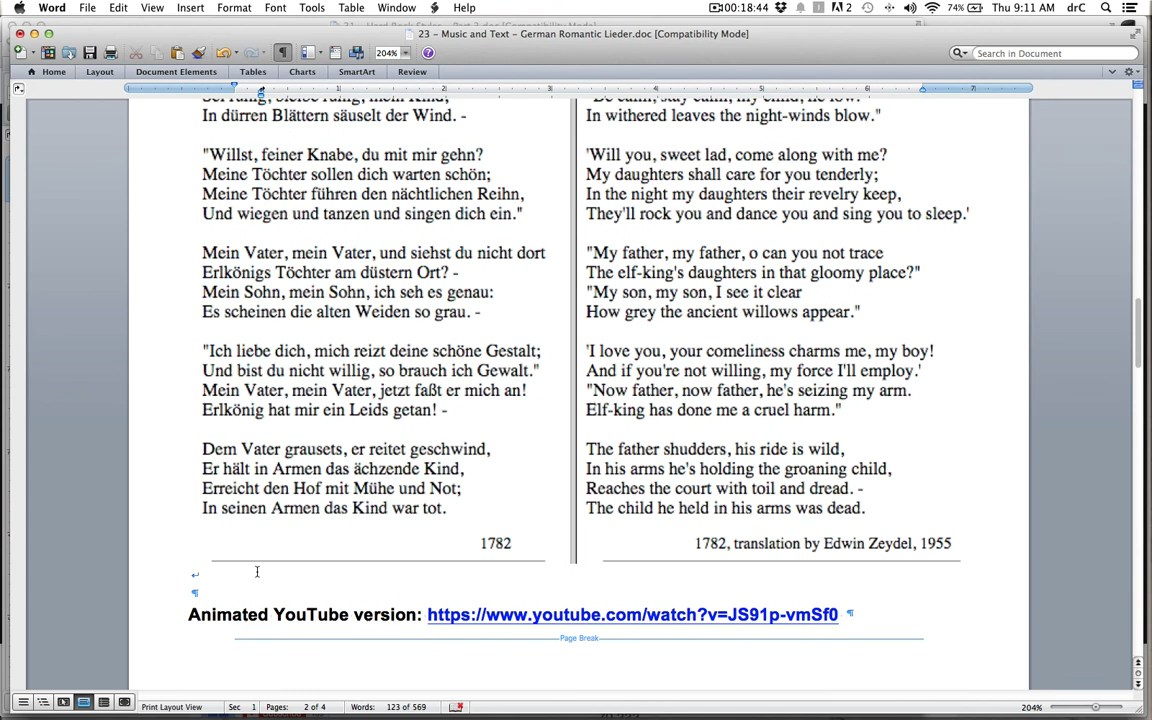 Word File Edit View Insert Format Font Tools Table Window Help 00:18:44 2 74% Thu 9:11 AM drC
23 – Music and Text – German Romantic Lieder.doc [Compatibility Mode]
204% Search in Document
Home Layout Document Elements Tables Charts SmartArt Review
1 2 3 4 5 6 7
In dürren Blättern säuselt der Wind. -
"Willst, feiner Knabe, du mit mir gehn?
Meine Töchter sollen dich warten schön;
Meine Töchter führen den nächtlichen Reihn,
Und wiegen und tanzen und singen dich ein."
Mein Vater, mein Vater, und siehst du nicht dort
Erlkönigs Töchter am düstern Ort? -
Mein Sohn, mein Sohn, ich seh es genau:
Es scheinen die alten Weiden so grau. -
"Ich liebe dich, mich reizt deine schöne Gestalt;
Und bist du nicht willig, so brauch ich Gewalt."
Mein Vater, mein Vater, jetzt faßt er mich an!
Erlkönig hat mir ein Leids getan! -
Dem Vater grausets, er reitet geschwind,
Er hält in Armen das ächzende Kind,
Erreicht den Hof mit Mühe und Not;
In seinen Armen das Kind war tot.
1782
In withered leaves the night-winds blow."
'Will you, sweet lad, come along with me?
My daughters shall care for you tenderly;
In the night my daughters their revelry keep,
They'll rock you and dance you and sing you to sleep.'
"My father, my father, o can you not trace
The elf-king's daughters in that gloomy place?"
"My son, my son, I see it clear
How grey the ancient willows appear."
'I love you, your comeliness charms me, my boy!
And if you're not willing, my force I'll employ.'
"Now father, now father, he's seizing my arm.
Elf-king has done me a cruel harm."
The father shudders, his ride is wild,
In his arms he's holding the groaning child,
Reaches the court with toil and dread. -
The child he held in his arms was dead.
1782, translation by Edwin Zeydel, 1955
Animated YouTube version: https://www.youtube.com/watch?v=JS91p-vmSf0
Page Break
Print Layout View Sec 1 Pages: 2 of 4 Words: 123 of 569 204%